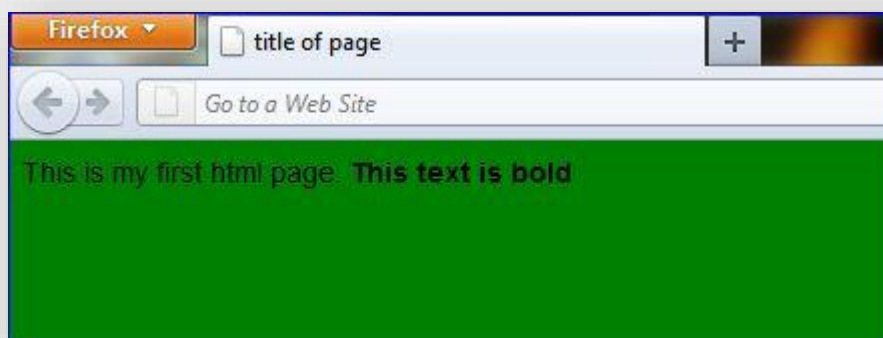 Firefox
title of page
Go to a Web Site
This is my first html page. This text is bold